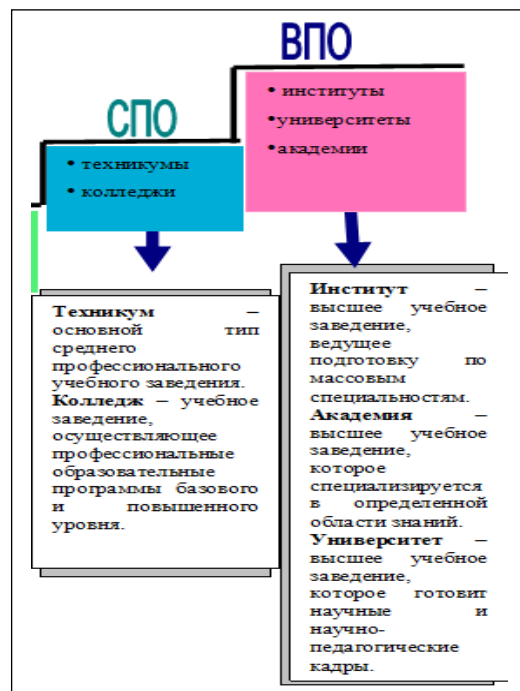 ВПО
• институты
•университеты
•академии
СПО
• техникумы
• колледжи
Техникум –
основной тип
среднего
профессионального
учебного заведения.
Колледж – учебное
заведение,
осуществляющее
профессиональные
образовательные
программы базового
и повышенного
уровня.
Институт –
высшее учебное
заведение,
ведущее
подготовку по
массовым
специальностям.
Академия –
высшее учебное
заведение,
которое
специализируется
в определенной
области знаний.
Университет –
высшее учебное
заведение,
которое готовит
научные и
научно-
педагогические
кадры.